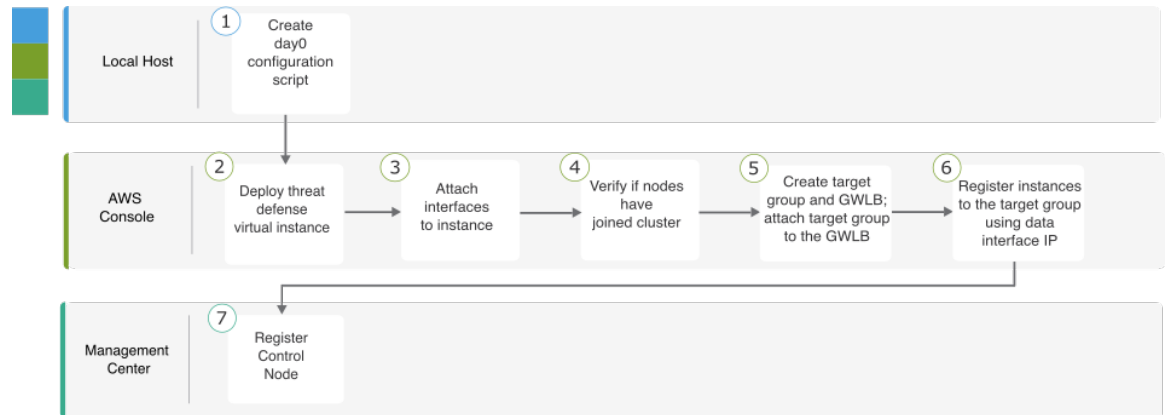 Local Host
1
Create
day0
configuration
script
AWS
Console
2
Deploy threat
defense
virtual instance
3
Attach
interfaces
to instance
4
Verify if nodes
have
joined cluster
5
Create target
group and GWLB;
attach target group
to the GWLB
6
Register instances
to the target group
using data
interface IP
Management
Center
7
Register
Control
Node